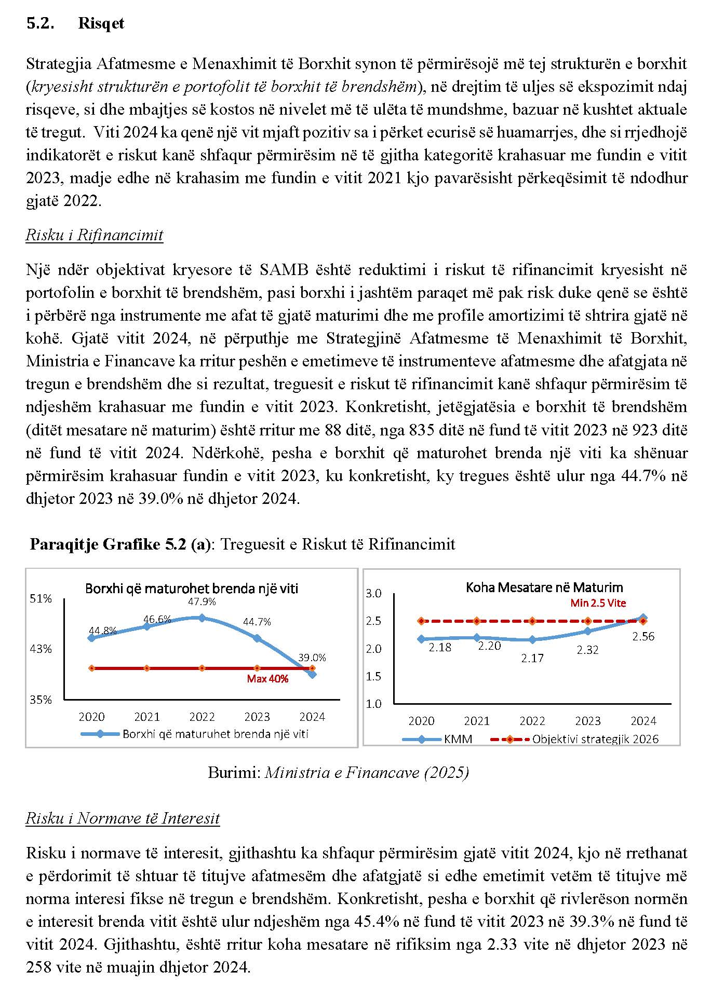 5.2. Risqet
Strategjia Afatmesme e Menaxhimit të Borxhit synon të përmirësojë më tej strukturën e borxhit
(kryesisht strukturën e portofolit të borxhit të brendshëm), në drejtim të uljes së ekspozimit ndaj
risqeve, si dhe mbajtjes së kostos në nivelet më të ulëta të mundshme, bazuar në kushtet aktuale
të tregut. Viti 2024 ka qenë një vit mjaft pozitiv sa i përket ecurisë së huamarrjes, dhe si rrjedhojë
indikatorët e riskut kanë shfaqur përmirësim në të gjitha kategoritë krahasuar me fundin e vitit
2023, madje edhe në krahasim me fundin e vitit 2021 kjo pavarësisht përkeqësimit të ndodhur
gjatë 2022.
Risku i Rifinancimit
Një ndër objektivat kryesore të SAMB është reduktimi i riskut të rifinancimit kryesisht në
portofolin e borxhit të brendshëm, pasi borxhi i jashtëm paraqet më pak risk duke qenë se është
i përbërë nga instrumente me afat të gjatë maturimi dhe me profile amortizimi të shtrira gjatë në
kohë. Gjatë vitit 2024, në përputhje me Strategjinë Afatmesme të Menaxhimit të Borxhit,
Ministria e Financave ka rritur peshën e emetimeve të instrumenteve afatmesme dhe afatgjata në
tregun e brendshëm dhe si rezultat, treguesit e riskut të rifinancimit kanë shfaqur përmirësim të
ndjeshëm krahasuar me fundin e vitit 2023. Konkretisht, jetëgjatësia e borxhit të brendshëm
(ditët mesatare në maturim) është rritur me 88 ditë, nga 835 ditë në fund të vitit 2023 në 923 ditë
në fund të vitit 2024. Ndërkohë, pesha e borxhit që maturohet brenda një viti ka shënuar
përmirësim krahasuar fundin e vitit 2023, ku konkretisht, ky tregues është ulur nga 44.7% në
dhjetor 2023 në 39.0% në dhjetor 2024.
Paraqitje Grafike 5.2 (a): Treguesit e Riskut të Rifinancimit
Borxhi që maturohet brenda një viti
51%
43%
35%
44.8%
46.6%
47.9%
44.7%
39.0%
Max 40%
2020 2021 2022 2023 2024
Borxhi që maturuhet brenda një viti
Koha Mesatare në Maturim
Min 2.5 Vite
3.0
2.5
2.0
1.5
1.0
2.18
2.20
2.17
2.32
2.56
2020 2021 2022 2023 2024
KMM Objektivi strategjik 2026
Burimi: Ministria e Financave (2025)
Risku i Normave të Interesit
Risku i normave të interesit, gjithashtu ka shfaqur përmirësim gjatë vitit 2024, kjo në rrethanat
e përdorimit të shtuar të titujve afatmesëm dhe afatgjatë si edhe emetimit vetëm të titujve më
norma interesi fikse në tregun e brendshëm. Konkretisht, pesha e borxhit që rivlerëson normën
e interesit brenda vitit është ulur ndjeshëm nga 45.4% në fund të vitit 2023 në 39.3% në fund të
vitit 2024. Gjithashtu, është rritur koha mesatare në rifiksim nga 2.33 vite në dhjetor 2023 në
258 vite në muajin dhjetor 2024.